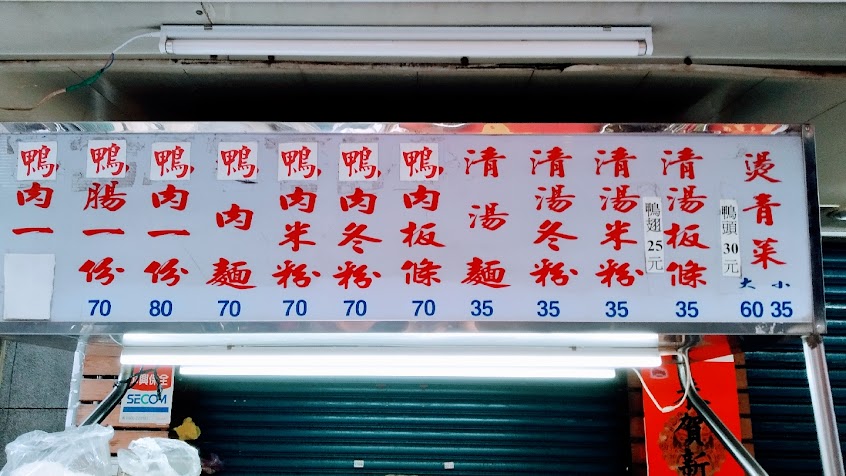 鴨肉一
鴨腸一份 70
鴨肉一份 80
鴨肉麵 70
鴨肉米粉 70
鴨肉冬粉 70
鴨肉板條 70
清湯麵 35
清湯冬粉 35
清湯米粉 35
鴨翅25元
清湯板條 35
鴨頭30元
燙青菜
大 小
60 35
SECOM
賀新